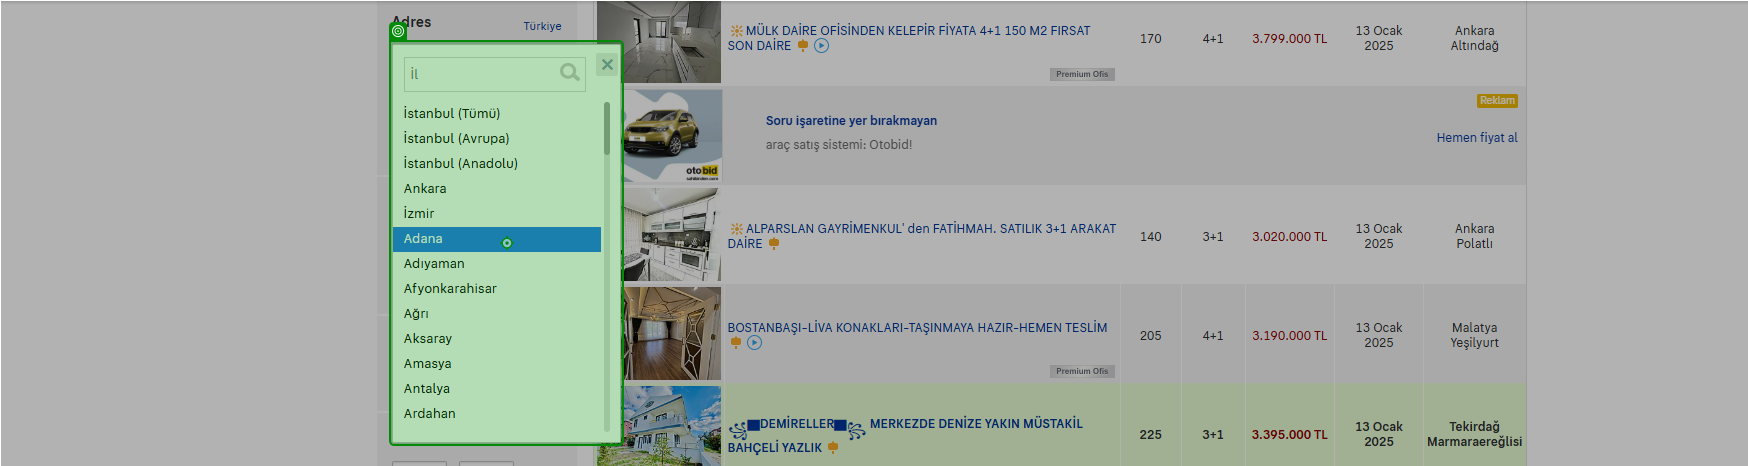 Adres
Türkiye
İl
İstanbul (Tümü)
İstanbul (Avrupa)
İstanbul (Anadolu)
Ankara
İzmir
Adana
Adıyaman
Afyonkarahisar
Ağrı
Aksaray
Amasya
Antalya
Ardahan
MÜLK DAİRE OFİSİNDEN KELEPİR FİYATA 4+1 150 M2 FIRSAT
SON DAİRE
Premium Ofis
170
4+1
3.799.000 TL
13 Ocak
2025
Ankara
Altındağ
otobid
sahibinden.com
Soru işaretine yer bırakmayan
araç satış sistemi: Otobid!
Reklam
Hemen fiyat al
ALPARSLAN GAYRİMENKUL' den FATİHMAH. SATILIK 3+1 ARAKAT
DAİRE
140
3+1
3.020.000 TL
13 Ocak
2025
Ankara
Polatlı
BOSTANBAŞI-LİVA KONAKLARI-TAŞINMAYA HAZIR-HEMEN TESLİM
Premium Ofis
205
4+1
3.190.000 TL
13 Ocak
2025
Malatya
Yeşilyurt
DEMİRELLER MERKEZDE DENİZE YAKIN MÜSTAKİL
BAHÇELİ YAZLIK
225
3+1
3.395.000 TL
13 Ocak
2025
Tekirdağ
Marmaraereğlisi